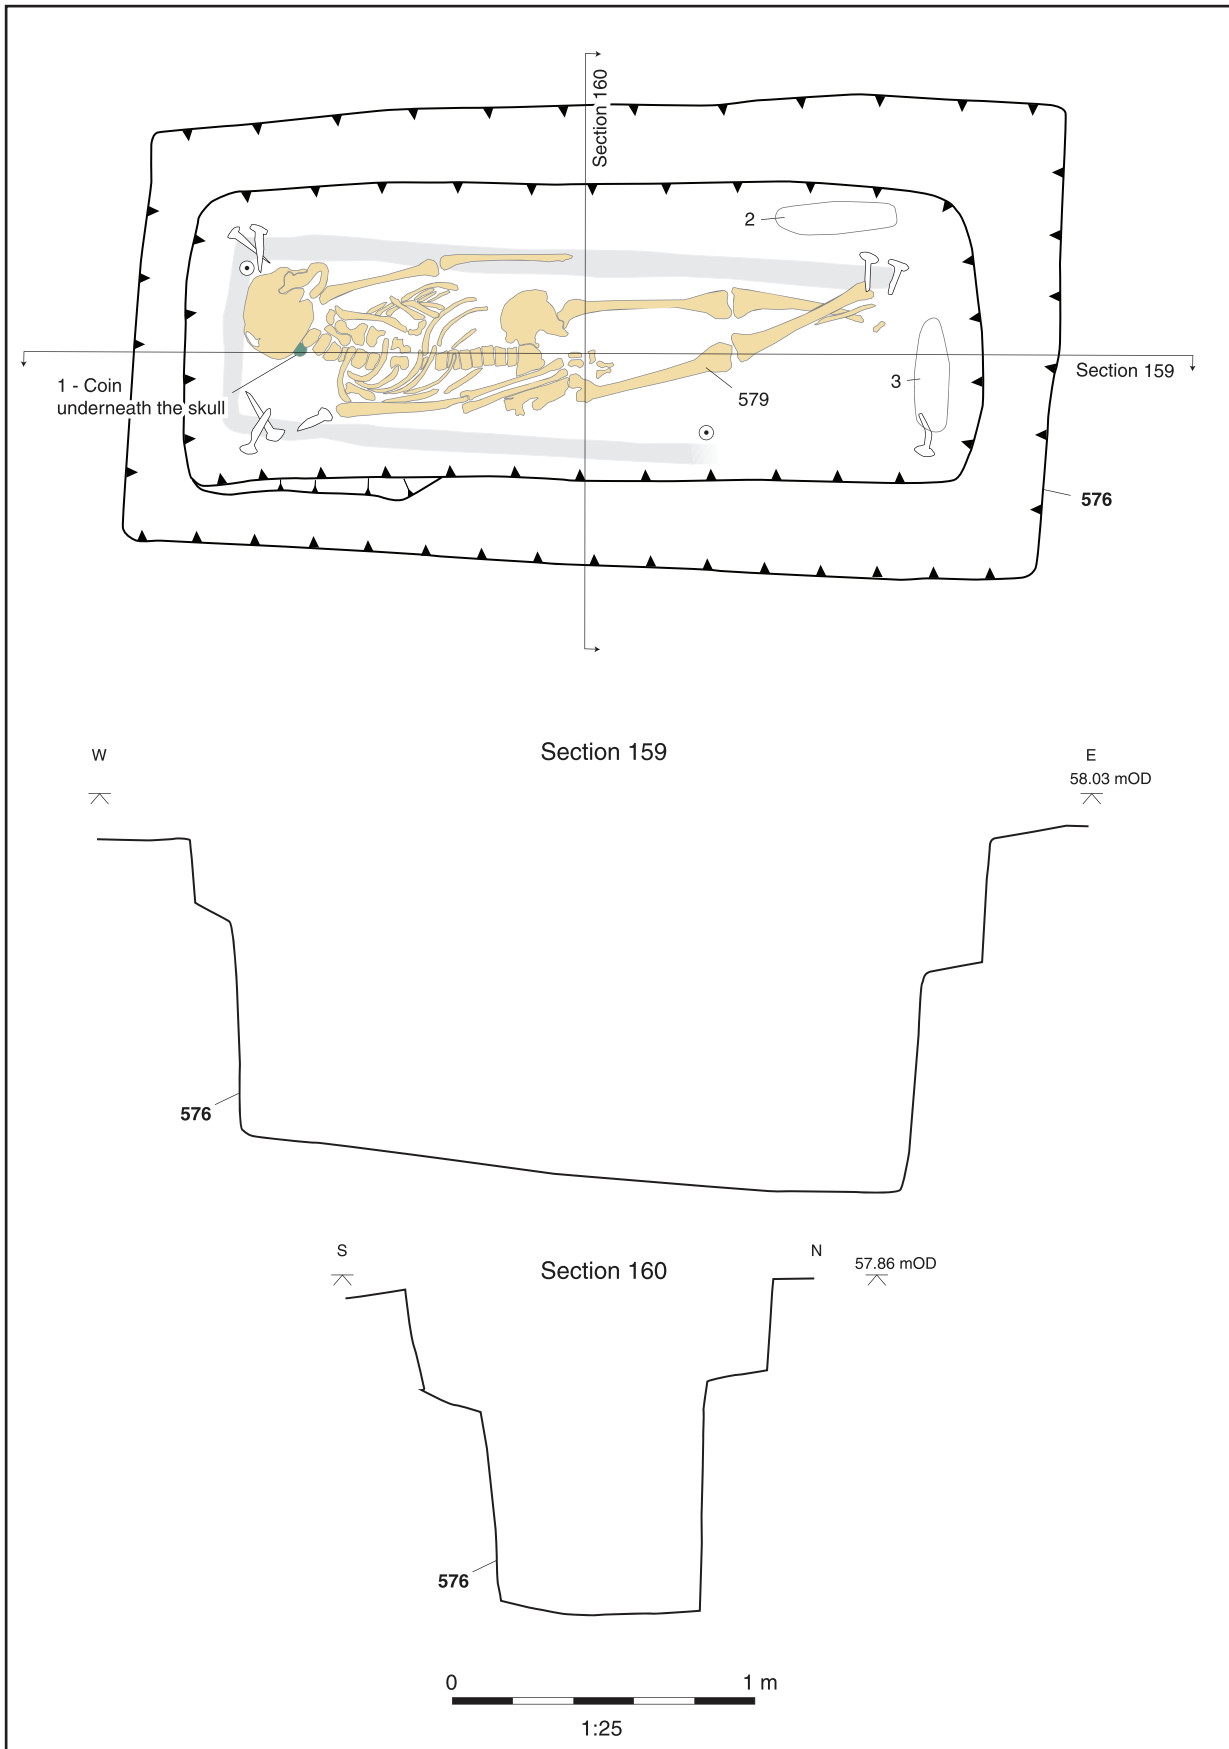 Section 160
2
1 - Coin
underneath the skull
Section 159
3
579
576
Section 159
W
E
58.03 mOD
576
S
N
Section 160
57.86 mOD
576
0
1 m
1:25